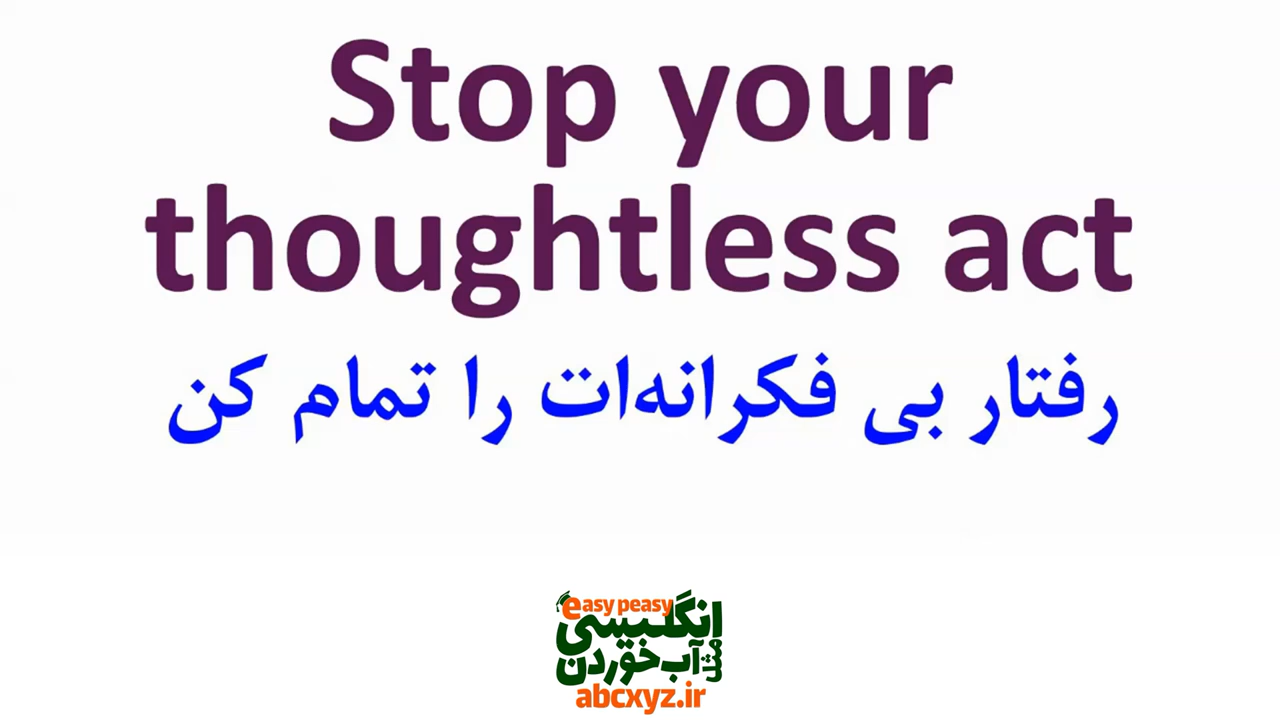 Stop your
thoughtless act
رفتار بی فکرانه‌ات را تمام کن
easy peasy
انگلیسی
مثل آب خوردن
abcxyz.ir